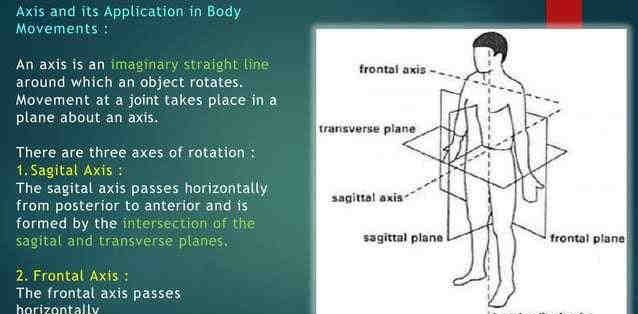 Axis and its Application in Body
Movements :
An axis is an imaginary straight line
around which an object rotates.
Movement at a joint takes place in a
plane about an axis.
There are three axes of rotation :
1. Sagital Axis :
The sagital axis passes horizontally
from posterior to anterior and is
formed by the intersection of the
sagital and transverse planes.
2. Frontal Axis :
The frontal axis passes
horizontally
frontal axis
transverse plane
sagittal axis
sagittal plane
frontal plane